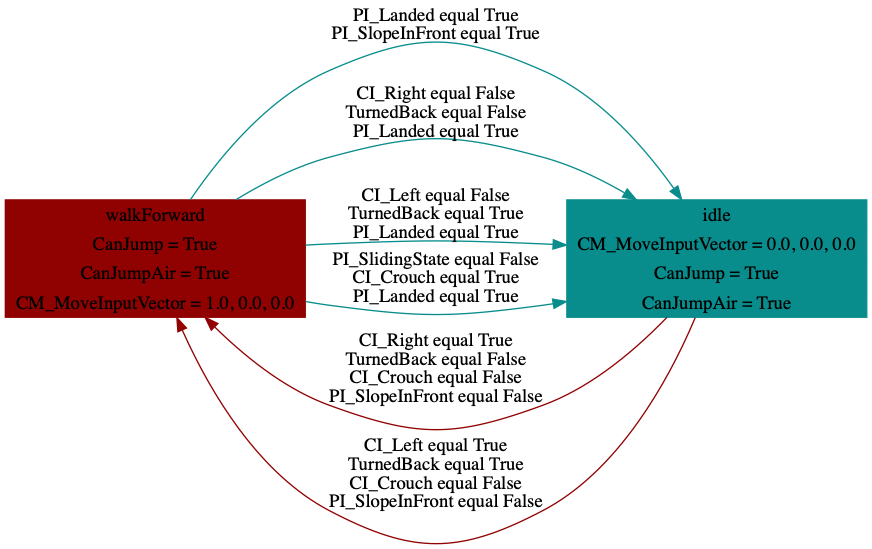 PI_Landed equal True
PI_SlopeInFront equal True
CI_Right equal False
TurnedBack equal False
PI_Landed equal True
CI_Left equal False
TurnedBack equal True
PI_Landed equal True
PI_SlidingState equal False
CI_Crouch equal True
PI_Landed equal True
walkForward
CanJump = True
CanJumpAir = True
CM_MoveInputVector = 1.0, 0.0, 0.0
idle
CM_MoveInputVector = 0.0, 0.0, 0.0
CanJump = True
CanJumpAir = True
CI_Right equal True
TurnedBack equal False
CI_Crouch equal False
PI_SlopeInFront equal False
CI_Left equal True
TurnedBack equal True
CI_Crouch equal False
PI_SlopeInFront equal False